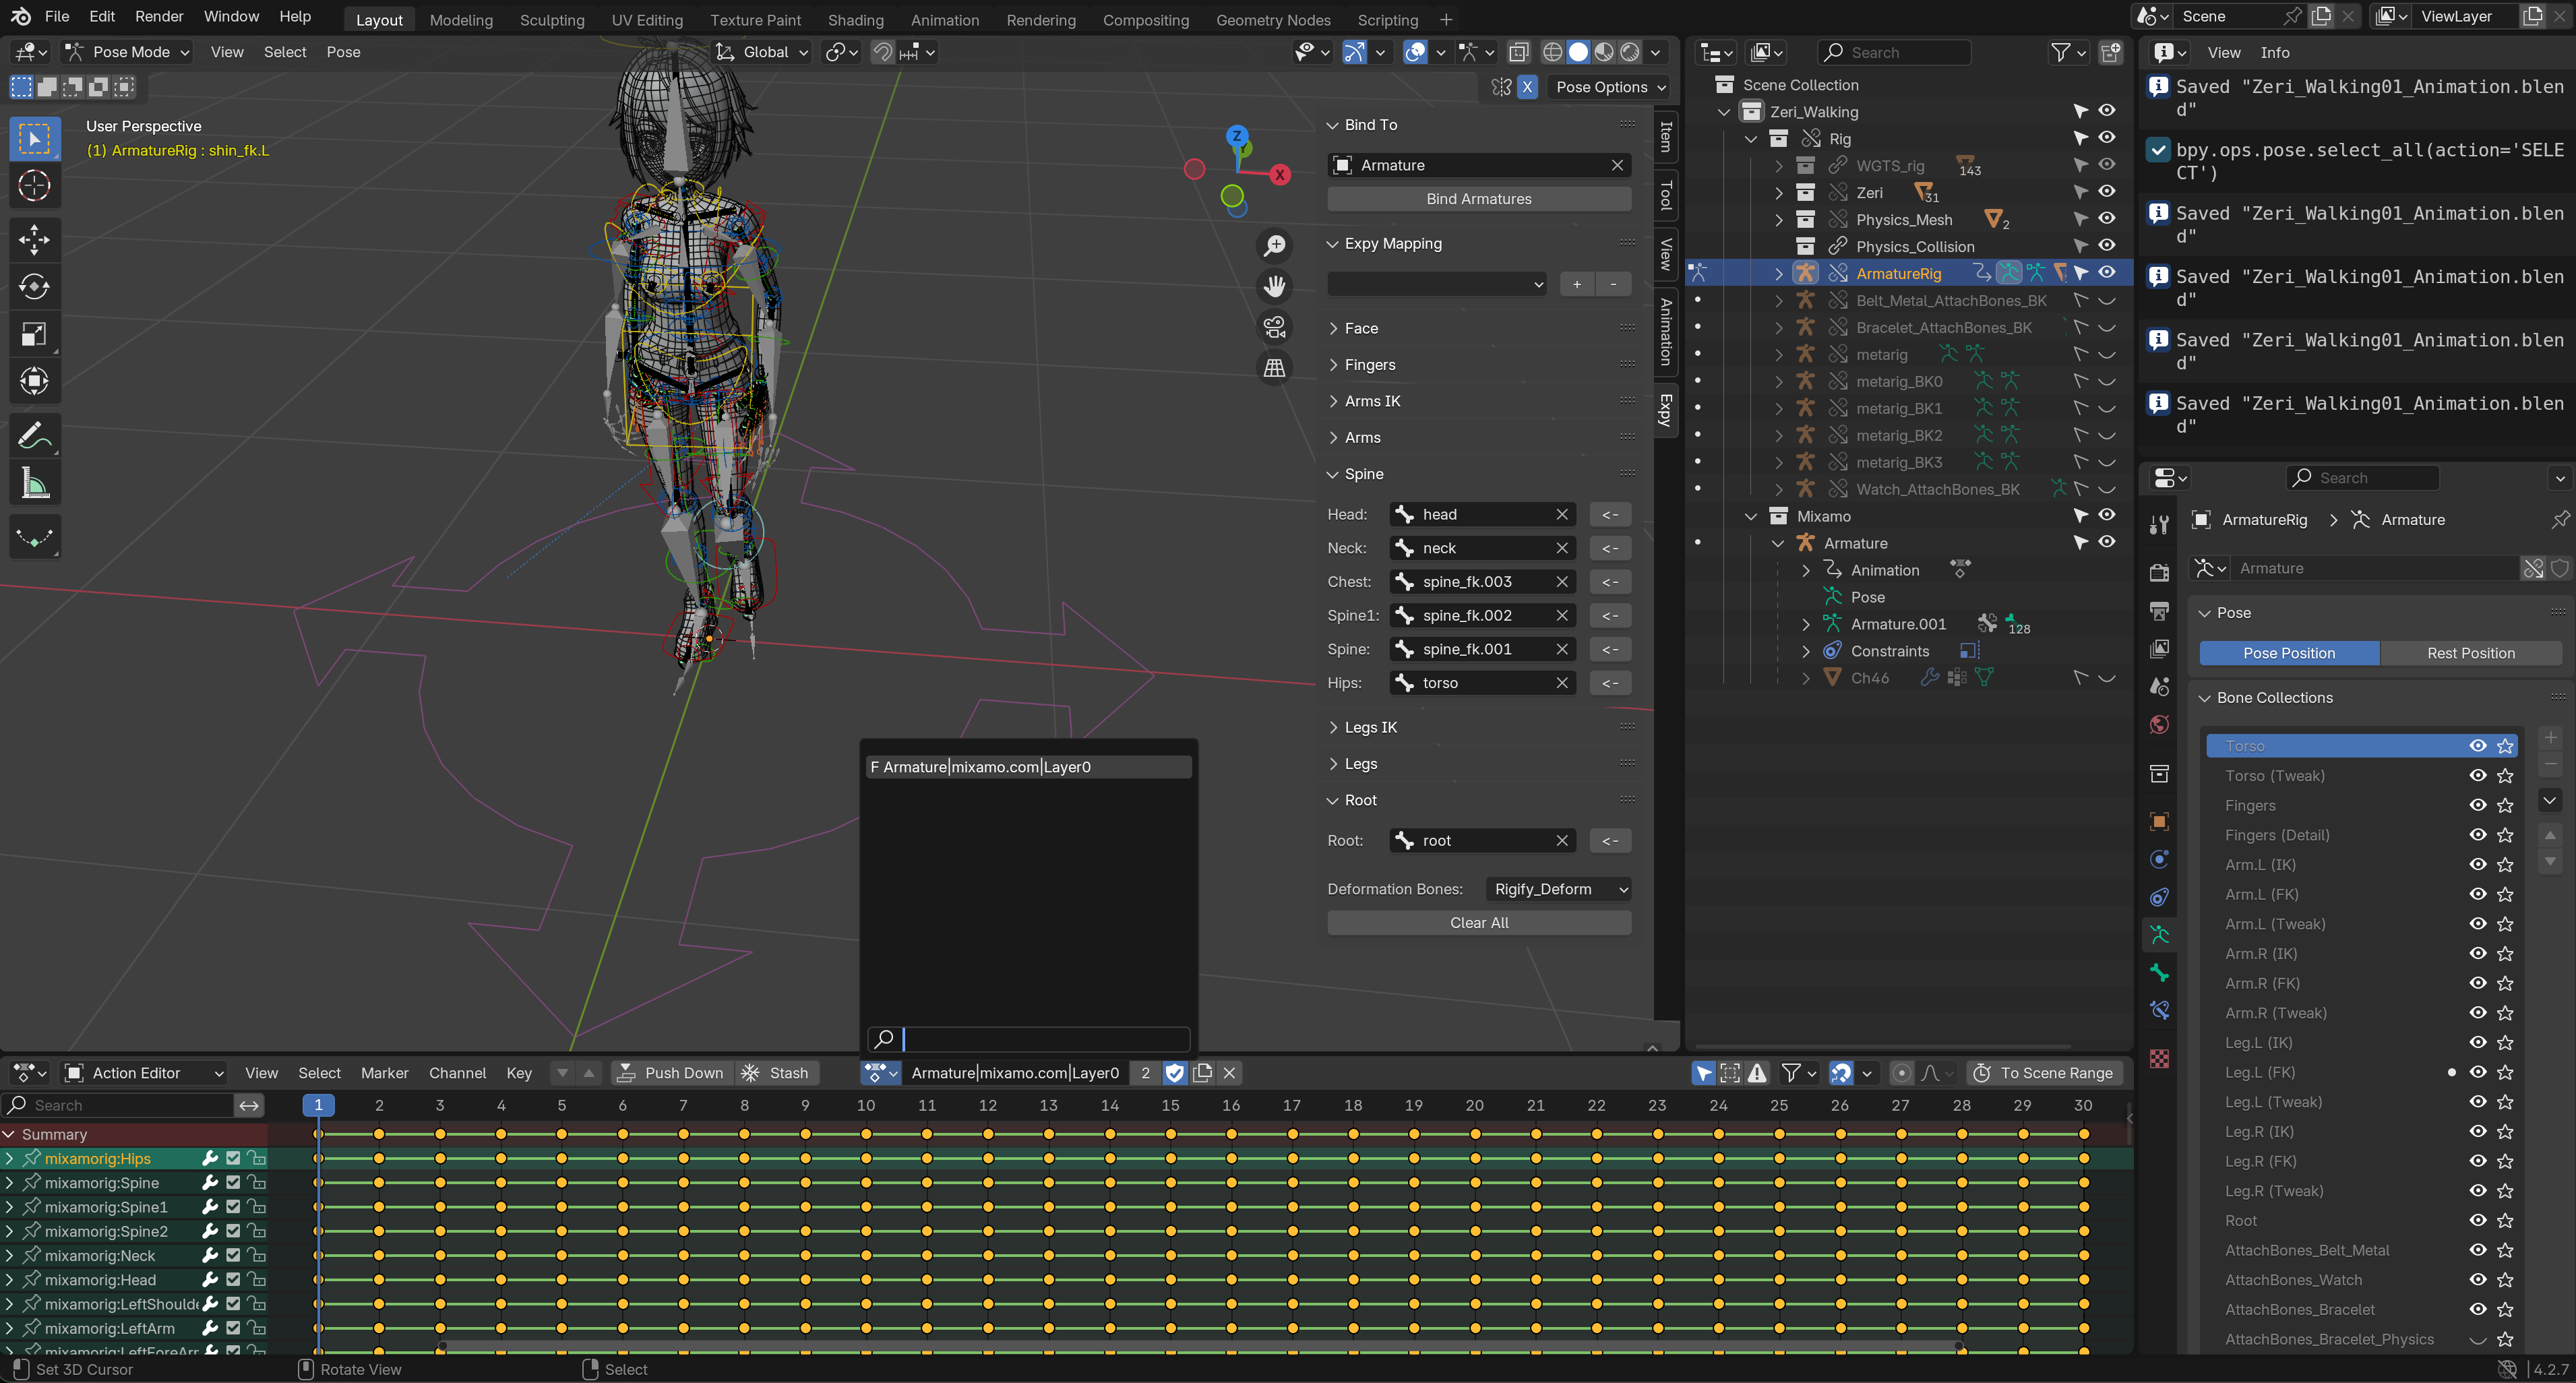 File Edit Render Window Help Layout Modeling Sculpting UV Editing Texture Paint Shading Animation Rendering Compositing Geometry Nodes Scripting + Scene ViewLayer
Pose Mode View Select Pose Global
X Pose Options
User Perspective
(1) ArmatureRig : shin_fk.L
Z
X
Bind To
Armature
Bind Armatures
Expy Mapping
+ -
Face
Fingers
Arms IK
Arms
Spine
Head: head <-
Neck: neck <-
Chest: spine_fk.003 <-
Spine1: spine_fk.002 <-
Spine: spine_fk.001 <-
Hips: torso <-
Legs IK
Legs
Root
Root: root <-
Deformation Bones: Rigify_Deform
Clear All
Item
Tool
View
Animation
Expy
Search
Scene Collection
Zeri_Walking
Rig
WGTS_rig 143
Zeri 31
Physics_Mesh 2
Physics_Collision
ArmatureRig
Belt_Metal_AttachBones_BK
Bracelet_AttachBones_BK
metarig
metarig_BK0
metarig_BK1
metarig_BK2
metarig_BK3
Watch_AttachBones_BK
Mixamo
Armature
Animation
Pose
Armature.001 128
Constraints
Ch46
View Info
Saved "Zeri_Walking01_Animation.blen
d"
bpy.ops.pose.select_all(action='SELE
CT')
Saved "Zeri_Walking01_Animation.blen
d"
Saved "Zeri_Walking01_Animation.blen
d"
Saved "Zeri_Walking01_Animation.blen
d"
Saved "Zeri_Walking01_Animation.blen
d"
Search
ArmatureRig Armature
Armature
Pose
Pose Position Rest Position
Bone Collections
Torso
Torso (Tweak)
Fingers
Fingers (Detail)
Arm.L (IK)
Arm.L (FK)
Arm.L (Tweak)
Arm.R (IK)
Arm.R (FK)
Arm.R (Tweak)
Leg.L (IK)
Leg.L (FK)
Leg.L (Tweak)
Leg.R (IK)
Leg.R (FK)
Leg.R (Tweak)
Root
AttachBones_Belt_Metal
AttachBones_Watch
AttachBones_Bracelet
AttachBones_Bracelet_Physics
F Armature|mixamo.com|Layer0
Action Editor View Select Marker Channel Key Push Down Stash Armature|mixamo.com|Layer0 2 To Scene Range
Search 1 2 3 4 5 6 7 8 9 10 11 12 13 14 15 16 17 18 19 20 21 22 23 24 25 26 27 28 29 30
Summary
mixamorig:Hips
mixamorig:Spine
mixamorig:Spine1
mixamorig:Spine2
mixamorig:Neck
mixamorig:Head
mixamorig:LeftShoulde
mixamorig:LeftArm
mixamorig:LeftForeArr
Set 3D Cursor Rotate View Select 4.2.7